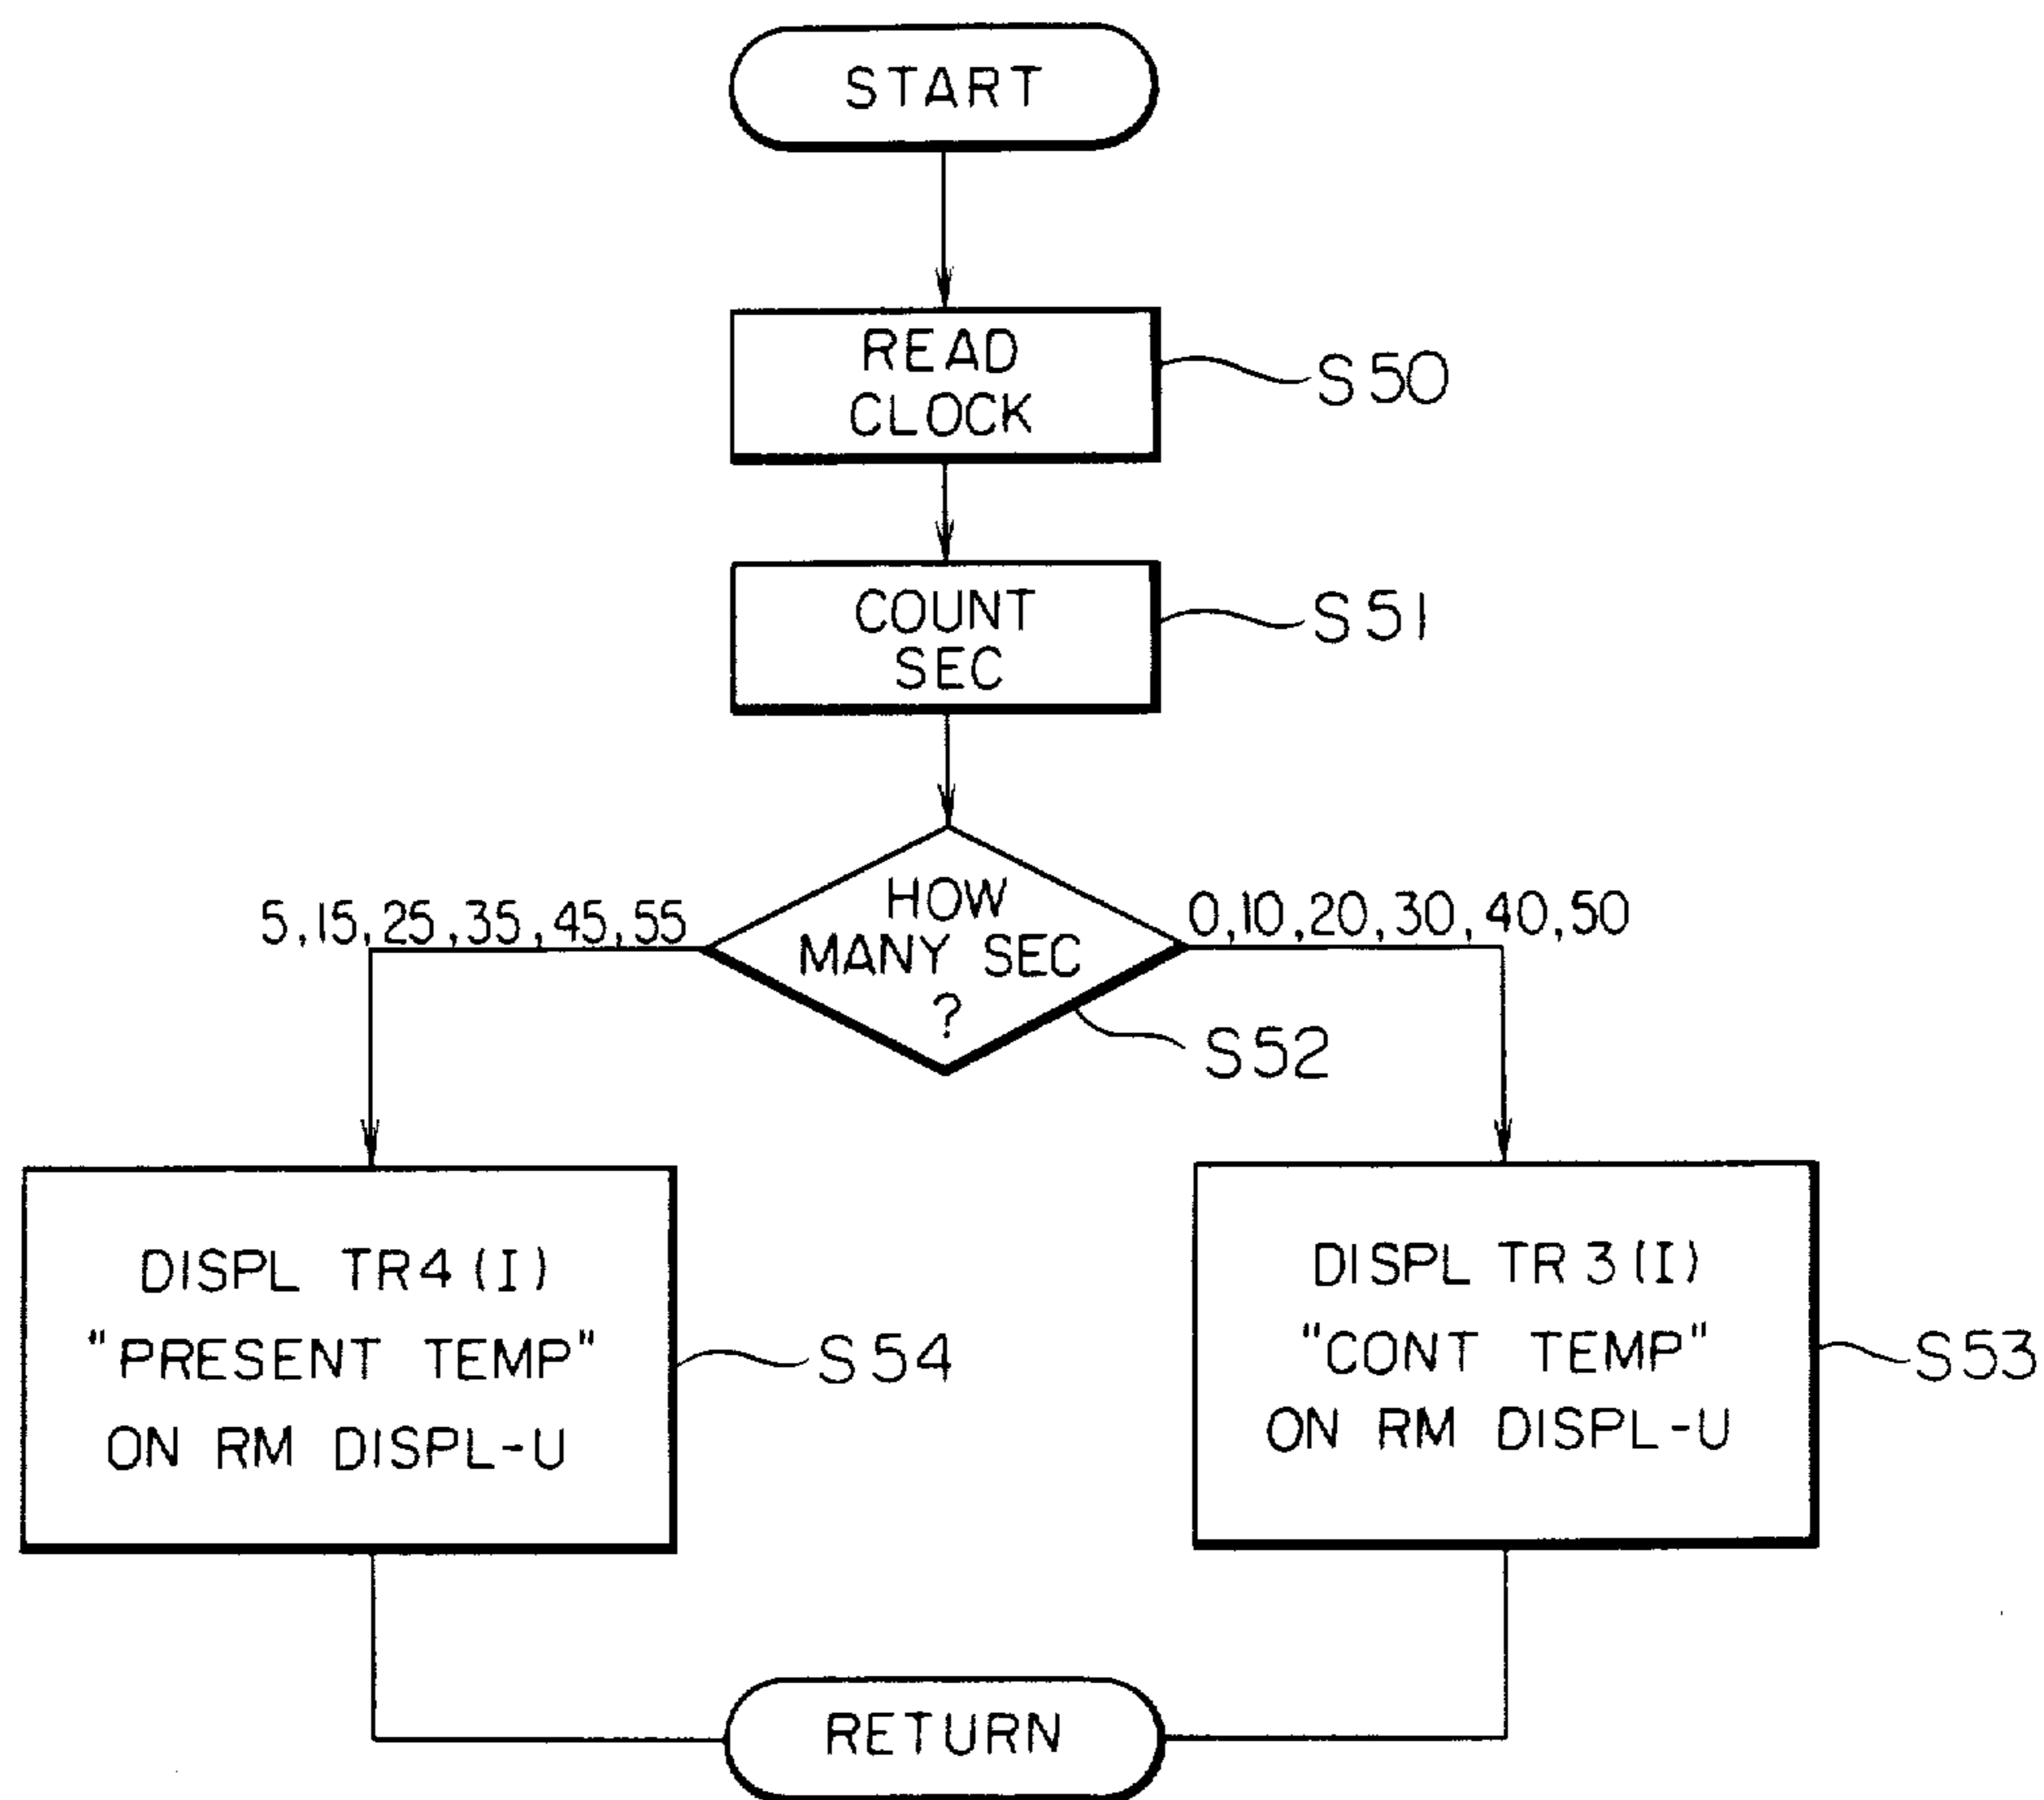 START
READ
CLOCK
S50
COUNT
SEC
S51
HOW
MANY SEC
?
S52
5,15,25,35,45,55
0,10,20,30,40,50
DISPL TR4(I)
"PRESENT TEMP"
ON RM DISPL-U
S54
DISPL TR3(I)
"CONT TEMP"
ON RM DISPL-U
S53
RETURN